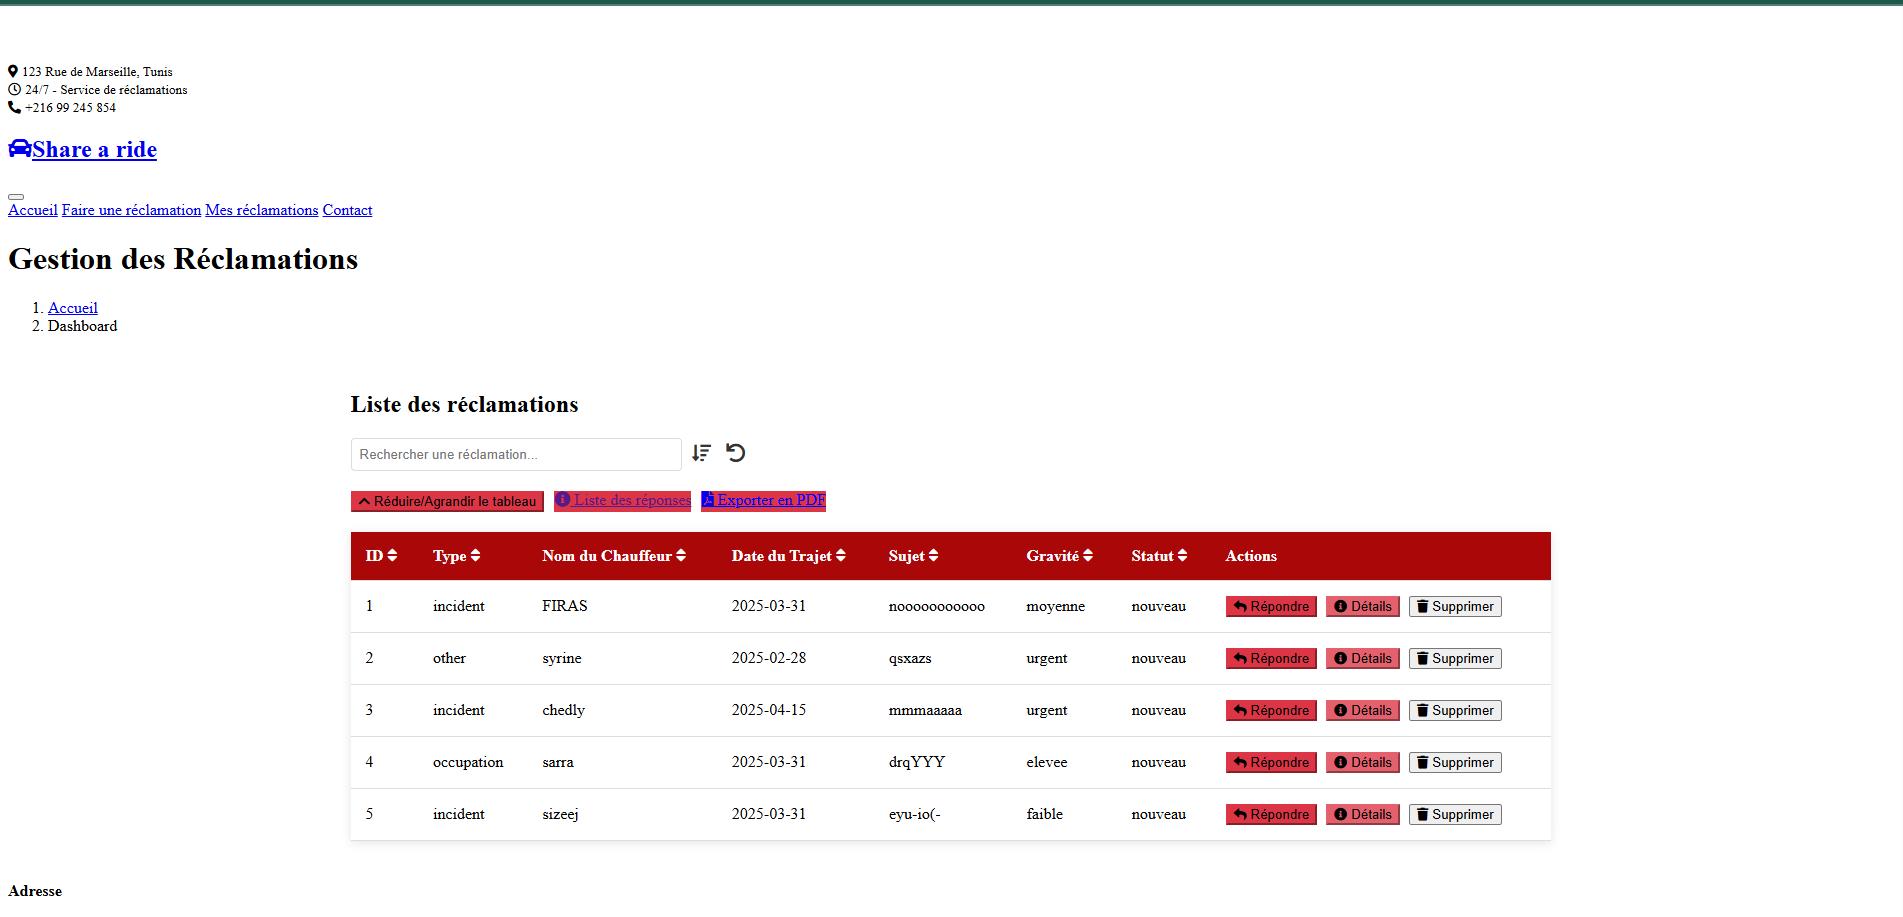 123 Rue de Marseille, Tunis
24/7 - Service de réclamations
+216 99 245 854
Share a ride
Accueil Faire une réclamation Mes réclamations Contact
Gestion des Réclamations
1. Accueil
2. Dashboard
Liste des réclamations
Rechercher une réclamation...
Réduire/Agrandir le tableau Liste des réponses Exporter en PDF
ID Type Nom du Chauffeur Date du Trajet Sujet Gravité Statut Actions
1 incident FIRAS 2025-03-31 nooooooooooo moyenne nouveau Répondre Détails Supprimer
2 other syrine 2025-02-28 qsxazs urgent nouveau Répondre Détails Supprimer
3 incident chedly 2025-04-15 mmmaaaaa urgent nouveau Répondre Détails Supprimer
4 occupation sarra 2025-03-31 drqYYY elevee nouveau Répondre Détails Supprimer
5 incident sizeej 2025-03-31 eyu-io(- faible nouveau Répondre Détails Supprimer
Adresse